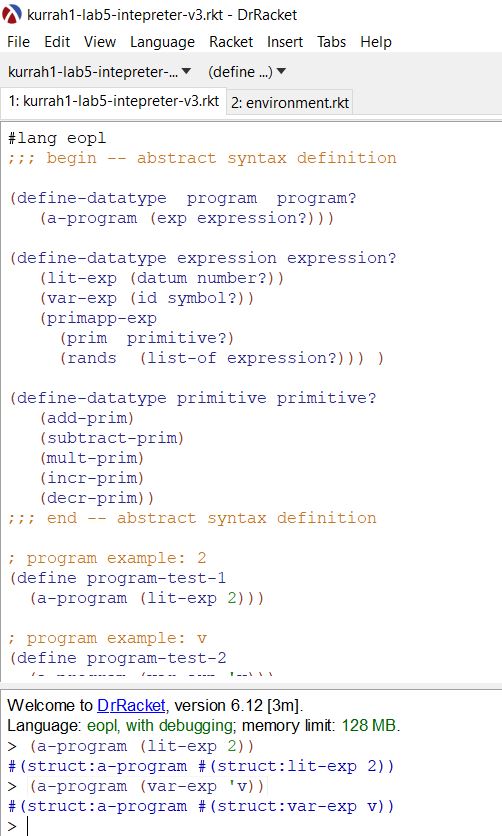 kurrah1-lab5-intepreter-v3.rkt - DrRacket
File Edit View Language Racket Insert Tabs Help
kurrah1-lab5-intepreter-... ▼ (define ...) ▼
1: kurrah1-lab5-intepreter-v3.rkt 2: environment.rkt
#lang eopl
;;; begin -- abstract syntax definition
(define-datatype  program  program?
   (a-program (exp expression?)))
(define-datatype expression expression?
   (lit-exp (datum number?))
   (var-exp (id symbol?))
   (primapp-exp
     (prim  primitive?)
     (rands  (list-of expression?))) )
(define-datatype primitive primitive?
   (add-prim)
   (subtract-prim)
   (mult-prim)
   (incr-prim)
   (decr-prim))
;;; end -- abstract syntax definition
; program example: 2
(define program-test-1
  (a-program (lit-exp 2)))
; program example: v
(define program-test-2
  (a-program (var-exp 'v)))
Welcome to DrRacket, version 6.12 [3m].
Language: eopl, with debugging; memory limit: 128 MB.
> (a-program (lit-exp 2))
#(struct:a-program #(struct:lit-exp 2))
> (a-program (var-exp 'v))
#(struct:a-program #(struct:var-exp v))
>